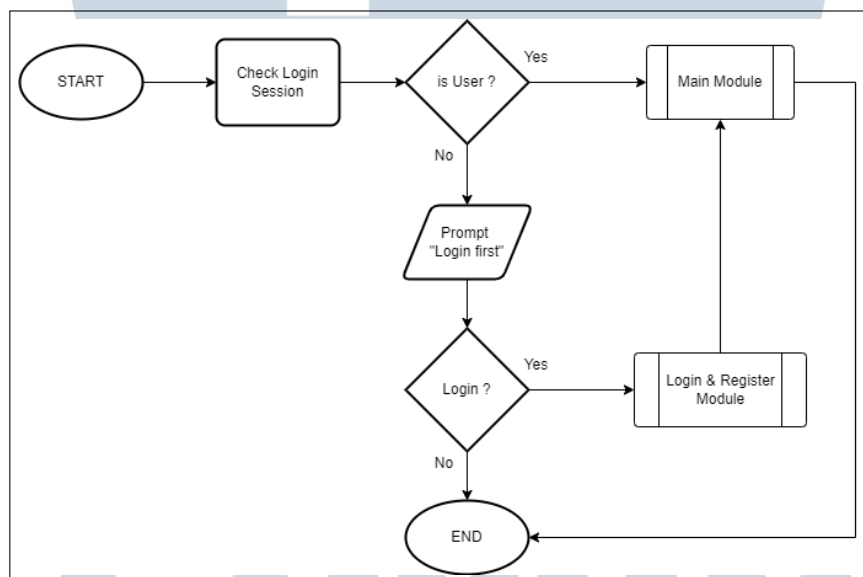 START
Check Login
Session
is User ?
Yes
Main Module
No
Prompt
"Login first"
Login ?
Yes
Login & Register
Module
No
END